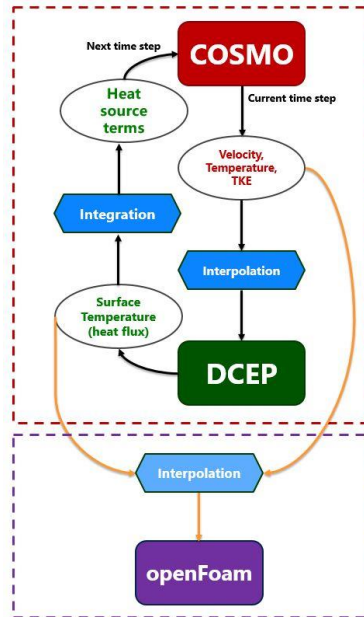 Next time step
COSMO
Heat
source
terms
Current time step
Velocity,
Temperature,
TKE
Integration
Interpolation
Surface
Temperature
(heat flux)
DCEP
Interpolation
openFoam